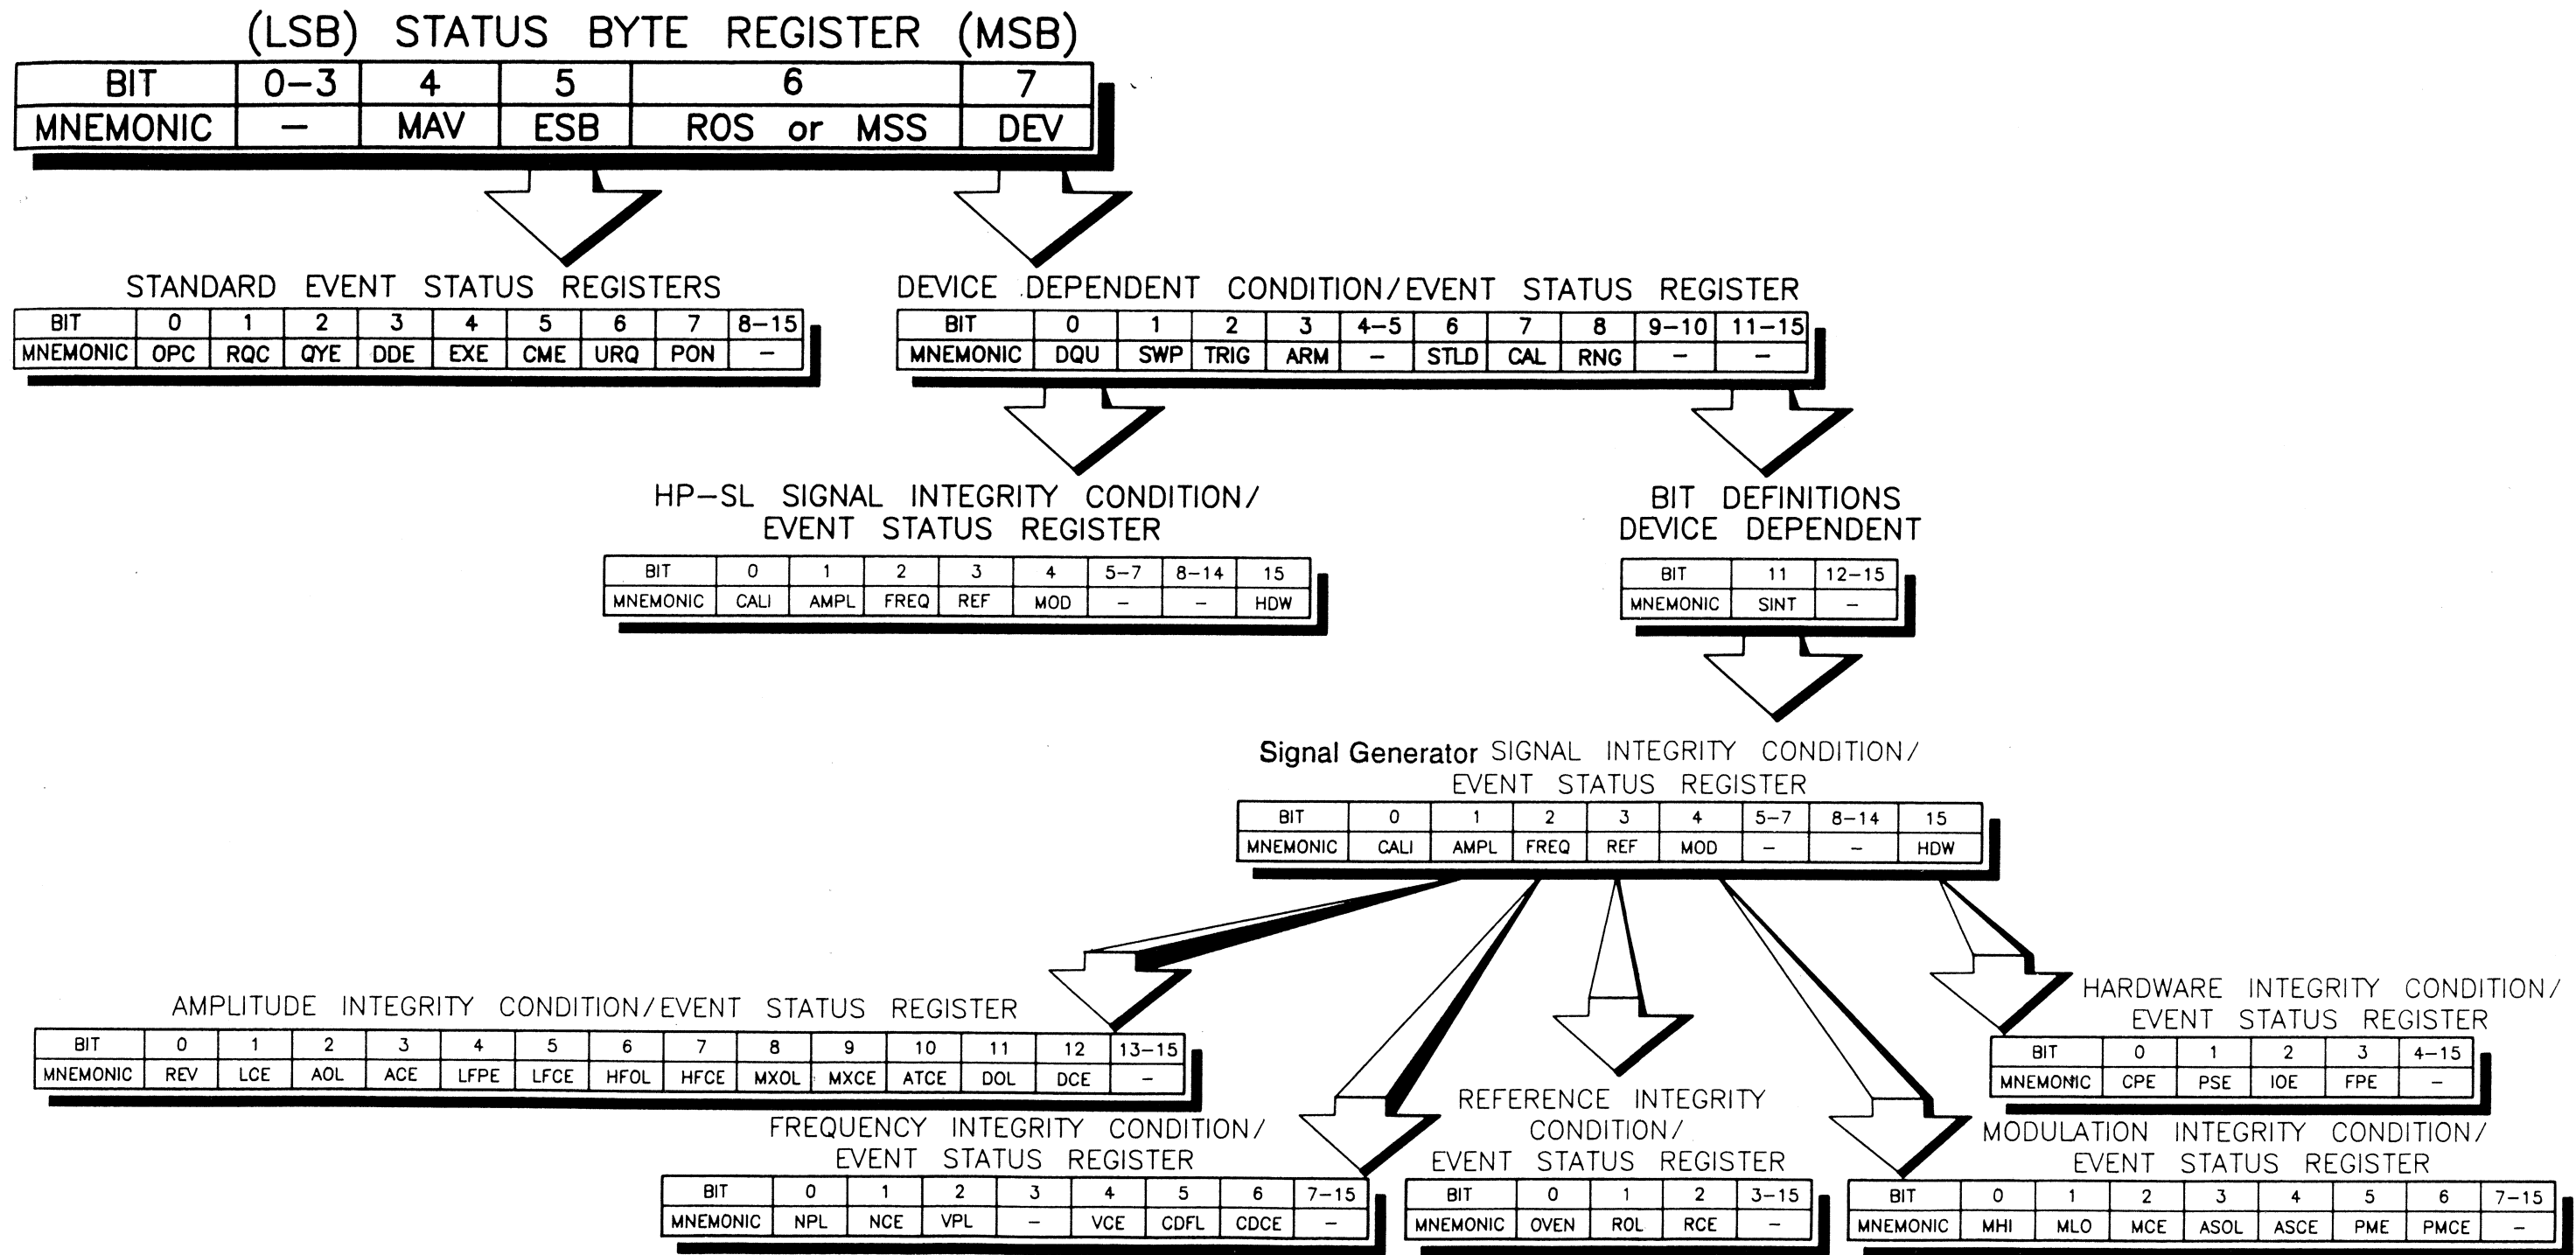 (LSB) STATUS BYTE REGISTER (MSB)
BIT 0-3 4 5 6 7
MNEMONIC - MAV ESB ROS or MSS DEV
STANDARD EVENT STATUS REGISTERS
BIT 0 1 2 3 4 5 6 7 8-15
MNEMONIC OPC RQC QYE DDE EXE CME URQ PON -
DEVICE DEPENDENT CONDITION/EVENT STATUS REGISTER
BIT 0 1 2 3 4-5 6 7 8 9-10 11-15
MNEMONIC DQU SWP TRIG ARM - STLD CAL RNG - -
HP-SL SIGNAL INTEGRITY CONDITION/
EVENT STATUS REGISTER
BIT 0 1 2 3 4 5-7 8-14 15
MNEMONIC CALI AMPL FREQ REF MOD - - HDW
BIT DEFINITIONS
DEVICE DEPENDENT
BIT 11 12-15
MNEMONIC SINT -
Signal Generator SIGNAL INTEGRITY CONDITION/
EVENT STATUS REGISTER
BIT 0 1 2 3 4 5-7 8-14 15
MNEMONIC CALI AMPL FREQ REF MOD - - HDW
AMPLITUDE INTEGRITY CONDITION/EVENT STATUS REGISTER
BIT 0 1 2 3 4 5 6 7 8 9 10 11 12 13-15
MNEMONIC REV LCE AOL ACE LFPE LFCE HFOL HFCE MXOL MXCE ATCE DOL DCE -
HARDWARE INTEGRITY CONDITION/
EVENT STATUS REGISTER
BIT 0 1 2 3 4-15
MNEMONIC CPE PSE IOE FPE -
FREQUENCY INTEGRITY CONDITION/
EVENT STATUS REGISTER
BIT 0 1 2 3 4 5 6 7-15
MNEMONIC NPL NCE VPL - VCE CDFL CDCE -
REFERENCE INTEGRITY
CONDITION/
EVENT STATUS REGISTER
BIT 0 1 2 3-15
MNEMONIC OVEN ROL RCE -
MODULATION INTEGRITY CONDITION/
EVENT STATUS REGISTER
BIT 0 1 2 3 4 5 6 7-15
MNEMONIC MHI MLO MCE ASOL ASCE PME PMCE -